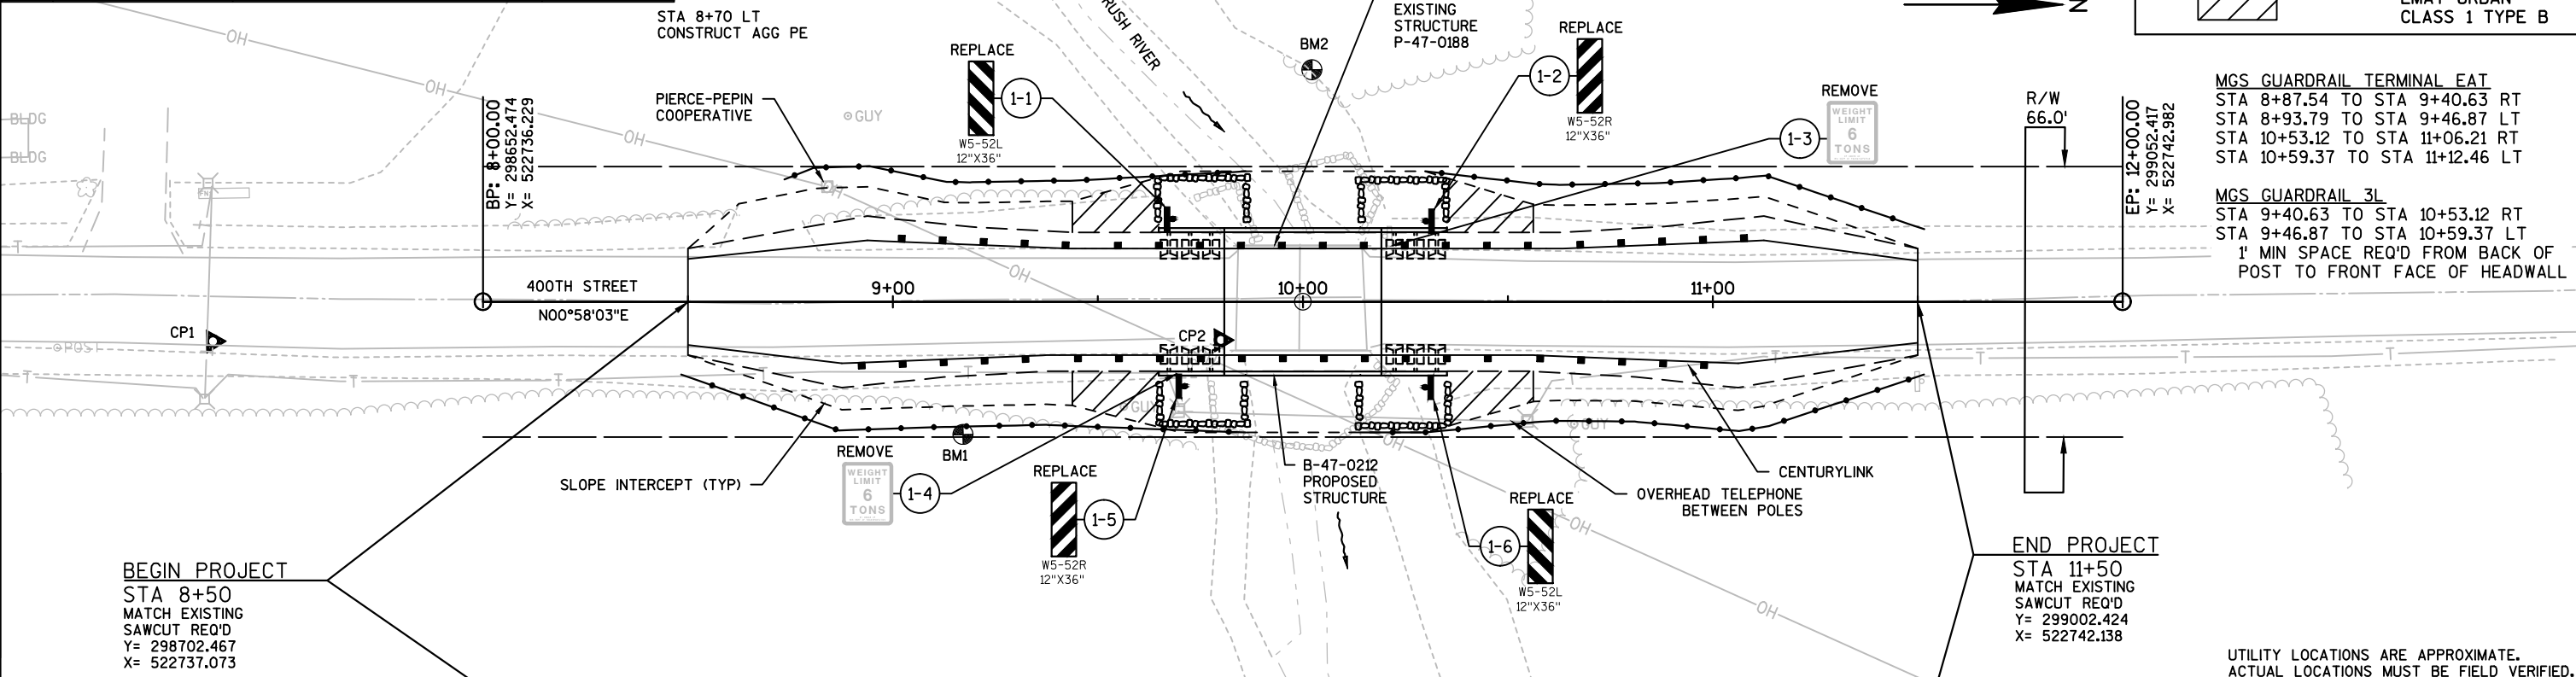 STA 8+70 LT
CONSTRUCT AGG PE
OH
OH
OH
OH
OH
OH
OH
OH
RUSH RIVER
EXISTING
STRUCTURE
P-47-0188
N
CLASS 1 TYPE B
BLDG
BLDG
BP: 8+00.00
Y= 298652.474
X= 522736.229
PIERCE-PEPIN
COOPERATIVE
GUY
REPLACE
1-1
W5-52L
12"X36"
BM2
REPLACE
1-2
W5-52R
12"X36"
REMOVE
1-3
WEIGHT
LIMIT
6
TONS
R/W
66.0'
EP: 12+00.00
Y= 299052.417
X= 522742.982
MGS GUARDRAIL TERMINAL EAT
STA 8+87.54 TO STA 9+40.63 RT
STA 8+93.79 TO STA 9+46.87 LT
STA 10+53.12 TO STA 11+06.21 RT
STA 10+59.37 TO STA 11+12.46 LT
MGS GUARDRAIL 3L
STA 9+40.63 TO STA 10+53.12 RT
STA 9+46.87 TO STA 10+59.37 LT
1' MIN SPACE REQ'D FROM BACK OF
POST TO FRONT FACE OF HEADWALL
400TH STREET
N00°58'03"E
9+00
10+00
11+00
CP1
POST
CP2
T
T
T
T
T
T
T
T
T
T
GUY
GUY
SLOPE INTERCEPT (TYP)
REMOVE
WEIGHT
LIMIT
6
TONS
1-4
BM1
REPLACE
1-5
W5-52R
12"X36"
B-47-0212
PROPOSED
STRUCTURE
REPLACE
1-6
W5-52L
12"X36"
CENTURYLINK
OVERHEAD TELEPHONE
BETWEEN POLES
BEGIN PROJECT
STA 8+50
MATCH EXISTING
SAWCUT REQ'D
Y= 298702.467
X= 522737.073
END PROJECT
STA 11+50
MATCH EXISTING
SAWCUT REQ'D
Y= 299002.424
X= 522742.138
UTILITY LOCATIONS ARE APPROXIMATE.
ACTUAL LOCATIONS MUST BE FIELD VERIFIED.